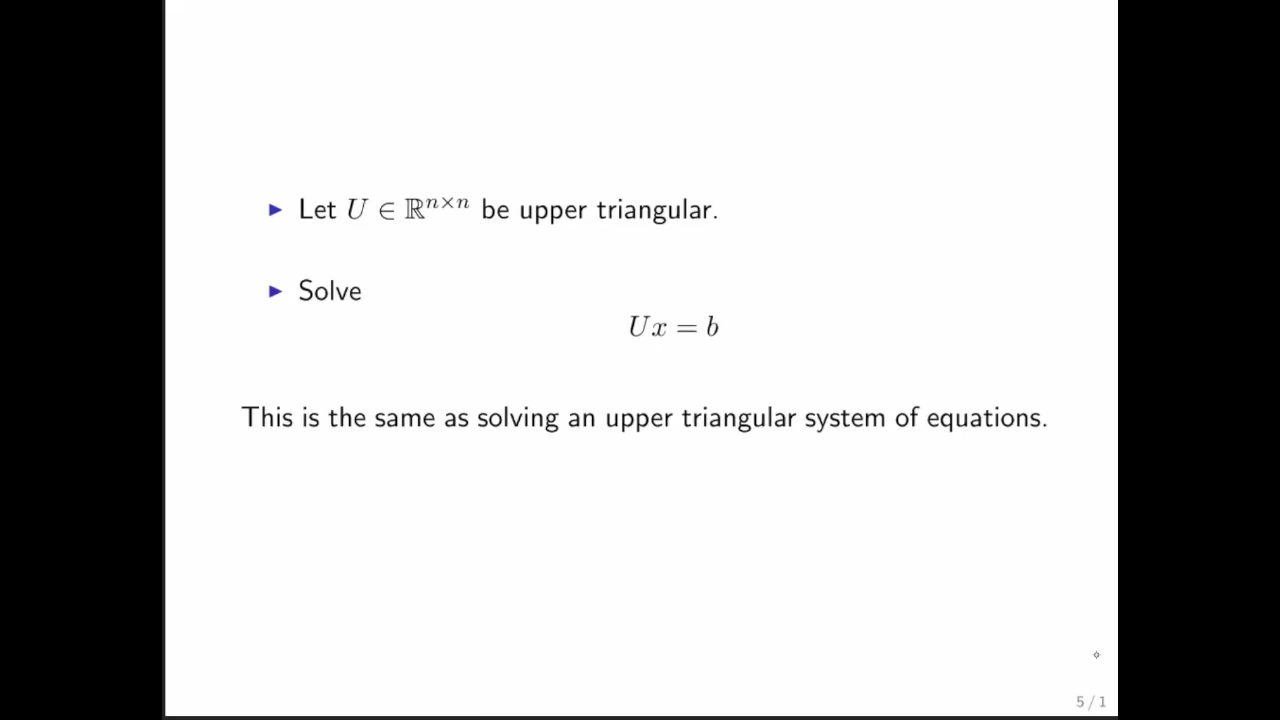 ▶ Let U ∈ ℝⁿˣⁿ be upper triangular.
▶ Solve
Ux = b
This is the same as solving an upper triangular system of equations.
5 / 1